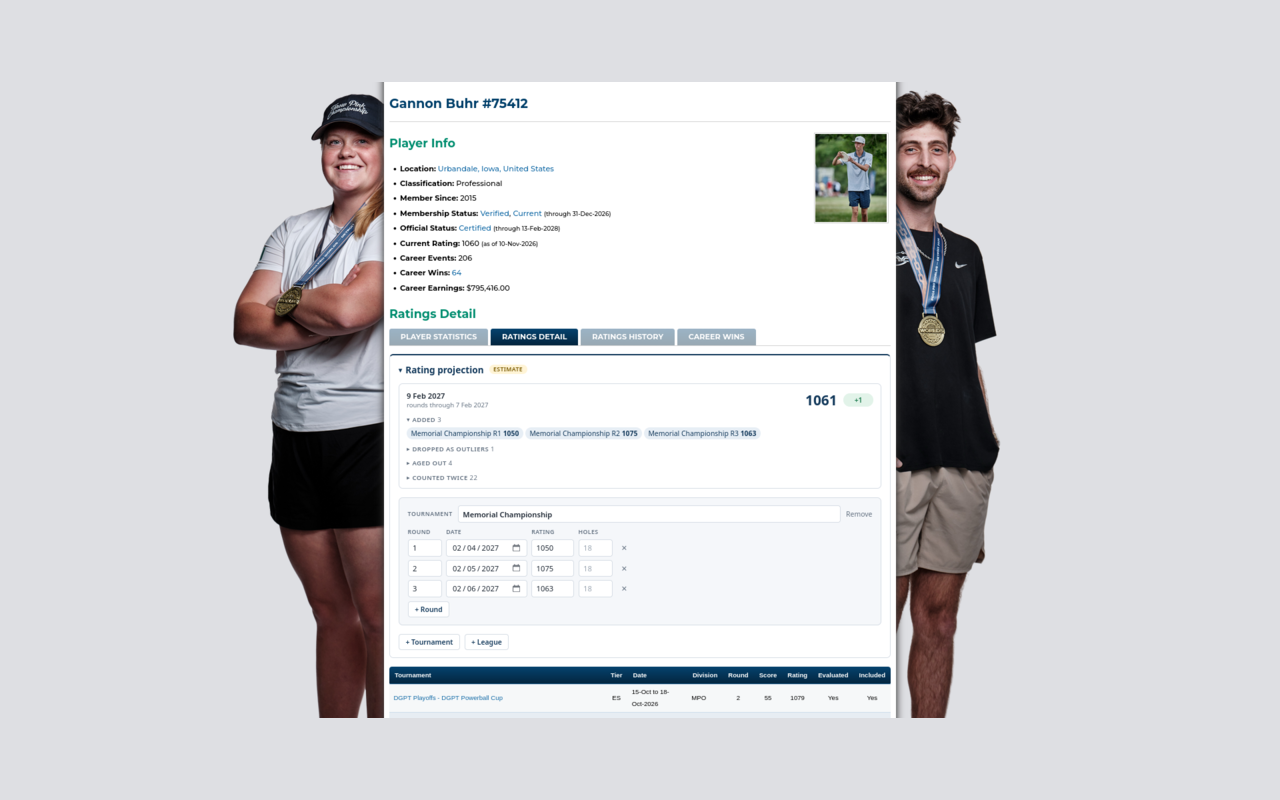 Throw Pink
Championship
Gannon Buhr #75412
Player Info
• Location: Urbandale, Iowa, United States
• Classification: Professional
• Member Since: 2015
• Membership Status: Verified, Current (through 31-Dec-2026)
• Official Status: Certified (through 13-Feb-2028)
• Current Rating: 1060 (as of 10-Nov-2026)
• Career Events: 206
• Career Wins: 64
• Career Earnings: $795,416.00
Ratings Detail
PLAYER STATISTICS RATINGS DETAIL RATINGS HISTORY CAREER WINS
▾ Rating projection ESTIMATE
9 Feb 2027 1061 +1
rounds through 7 Feb 2027
▾ ADDED 3
Memorial Championship R1 1050 Memorial Championship R2 1075 Memorial Championship R3 1063
▸ DROPPED AS OUTLIERS 1
▸ AGED OUT 4
▸ COUNTED TWICE 22
TOURNAMENT Memorial Championship Remove
ROUND DATE RATING HOLES
1 02/04/2027 1050 18 ×
2 02/05/2027 1075 18 ×
3 02/06/2027 1063 18 ×
+ Round
+ Tournament + League
Tournament Tier Date Division Round Score Rating Evaluated Included
DGPT Playoffs - DGPT Powerball Cup ES 15-Oct to 18-Oct-2026 MPO 2 55 1079 Yes Yes